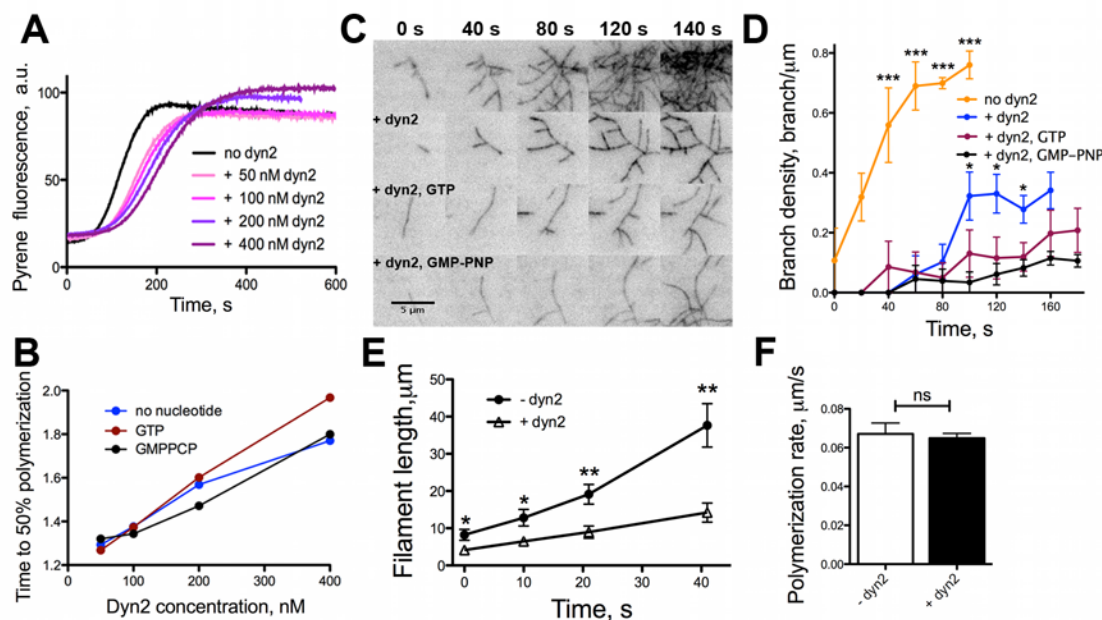 A
Pyrene fluorescence, a.u.
150
100
50
0
0 200 400 600
Time, s
no dyn2
+ 50 nM dyn2
+ 100 nM dyn2
+ 200 nM dyn2
+ 400 nM dyn2
C
0 s 40 s 80 s 120 s 140 s
+ dyn2
+ dyn2, GTP
+ dyn2, GMP-PNP
5 µm
D
Branch density, branch/µm
0.8
0.6
0.4
0.2
0.0
0 40 80 120 160
Time, s
*** *** *** ***
* * *
no dyn2
+ dyn2
+ dyn2, GTP
+ dyn2, GMP-PNP
B
Time to 50% polymerization
2.0
1.8
1.6
1.4
1.2
0 100 200 300 400
Dyn2 concentration, nM
no nucleotide
GTP
GMPPCP
E
Filament length,µm
50
40
30
20
10
0
0 10 20 30 40
Time, s
- dyn2
+ dyn2
* * ** **
F
Polymerization rate, µm/s
0.08
0.06
0.04
0.02
0.00
ns
- dyn2
+ dyn2